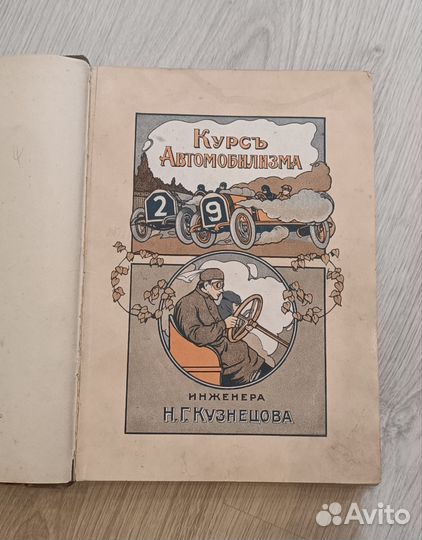 Курсъ
Автомобилизма
2 9
инженера
Н.Г. Кузнецова
Avito